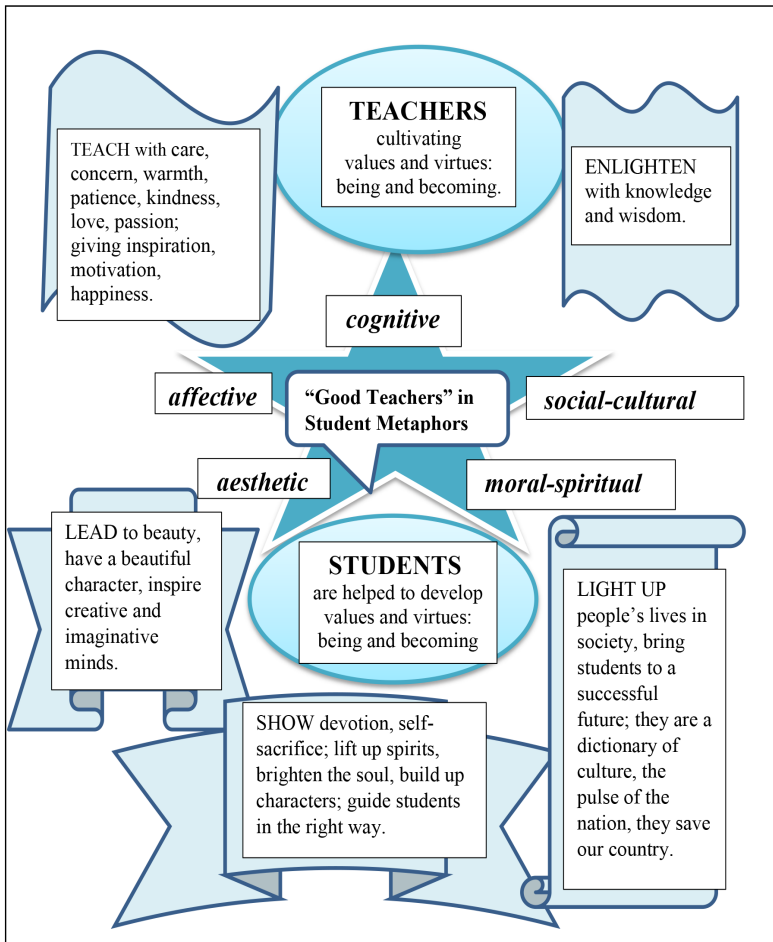 TEACHERS
cultivating
values and virtues:
being and becoming.
TEACH with care,
concern, warmth,
patience, kindness,
love, passion;
giving inspiration,
motivation,
happiness.
ENLIGHTEN
with knowledge
and wisdom.
cognitive
affective
“Good Teachers” in
Student Metaphors
social-cultural
aesthetic
moral-spiritual
LEAD to beauty,
have a beautiful
character, inspire
creative and
imaginative
minds.
STUDENTS
are helped to develop
values and virtues:
being and becoming
LIGHT UP
people’s lives in
society, bring
students to a
successful
future; they are a
dictionary of
culture, the
pulse of the
nation, they save
our country.
SHOW devotion, self-
sacrifice; lift up spirits,
brighten the soul, build up
characters; guide students
in the right way.